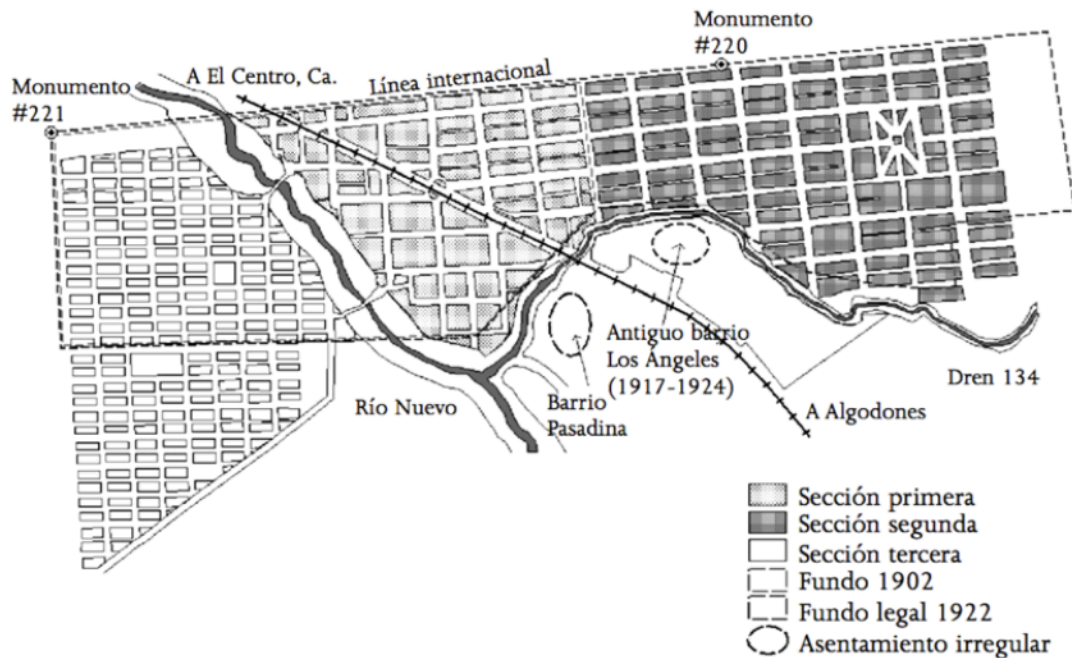 Monumento
#220
A El Centro, Ca.
Línea internacional
Monumento
#221
Antiguo barrio
Los Ángeles
(1917-1924)
Dren 134
Río Nuevo
Barrio
Pasadina
A Algodones
Sección primera
Sección segunda
Sección tercera
Fundo 1902
Fundo legal 1922
Asentamiento irregular